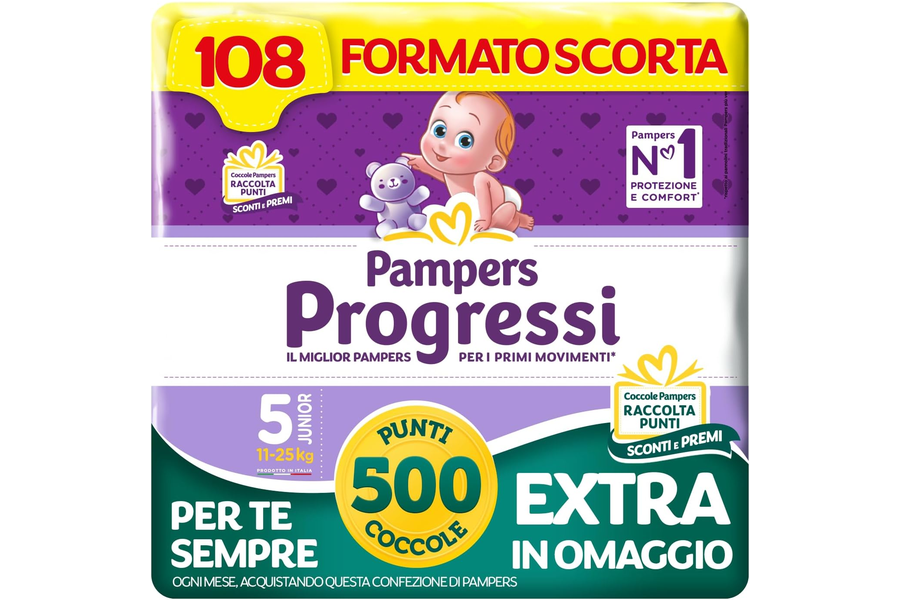 108 FORMATO SCORTA
Pampers
N°1
PROTEZIONE
E COMFORT*
Coccole Pampers
RACCOLTA
PUNTI
SCONTI E PREMI
Pampers
Progressi
IL MIGLIOR PAMPERS PER I PRIMI MOVIMENTI*
5 JUNIOR
11-25 kg
PRODOTTO IN ITALIA
Coccole Pampers
RACCOLTA
PUNTI
SCONTI E PREMI
PUNTI
500
COCCOLE
PER TE
SEMPRE
EXTRA
IN OMAGGIO
OGNI MESE, ACQUISTANDO QUESTA CONFEZIONE DI PAMPERS